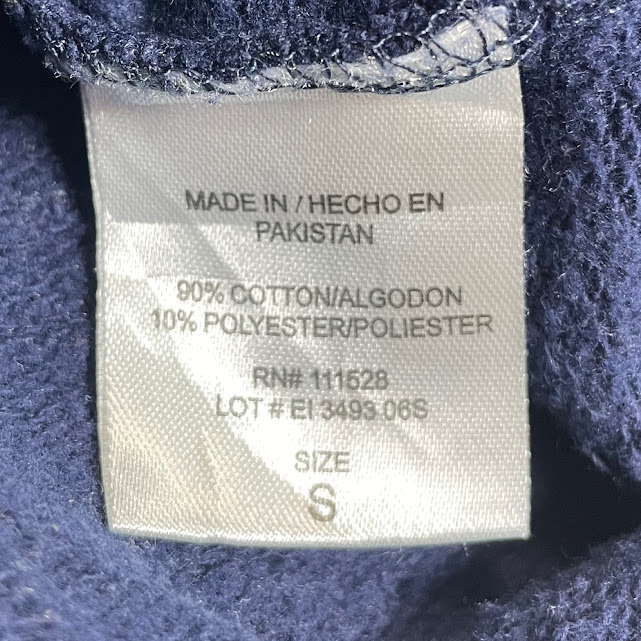 MADE IN / HECHO EN
PAKISTAN
90% COTTON/ALGODON
10% POLYESTER/POLIESTER
RN# 111528
LOT # EI 3493 06S
SIZE
S